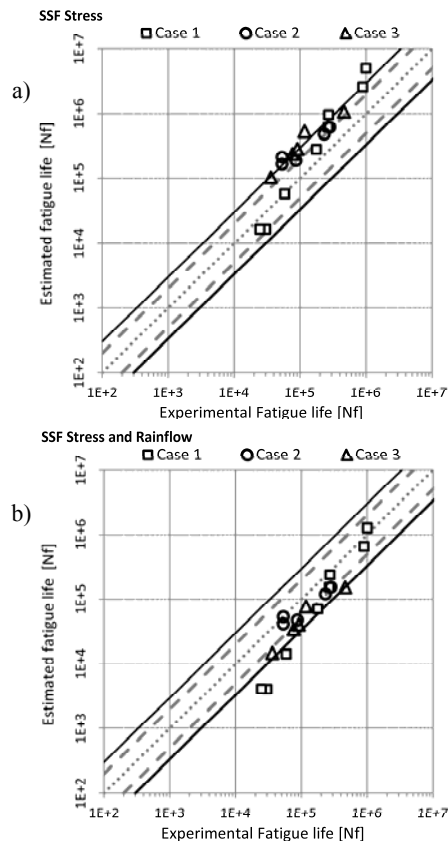 SSF Stress
Case 1 Case 2 Case 3
a)
1E+7
1E+6
1E+5
1E+4
1E+3
1E+2
Estimated fatigue life [Nf]
1E+2 1E+3 1E+4 1E+5 1E+6 1E+7
Experimental Fatigue life [Nf]
SSF Stress and Rainflow
Case 1 Case 2 Case 3
b)
1E+7
1E+6
1E+5
1E+4
1E+3
1E+2
Estimated fatigue life [Nf]
1E+2 1E+3 1E+4 1E+5 1E+6 1E+7
Experimental Fatigue life [Nf]